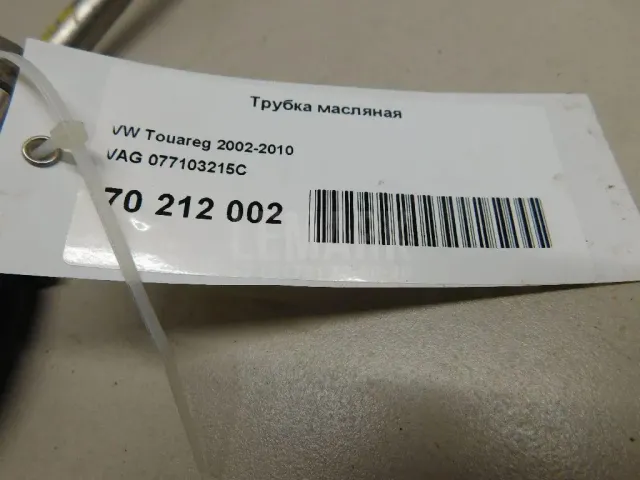 Трубка масляная
VW Touareg 2002-2010
VAG 077103215C
70 212 002